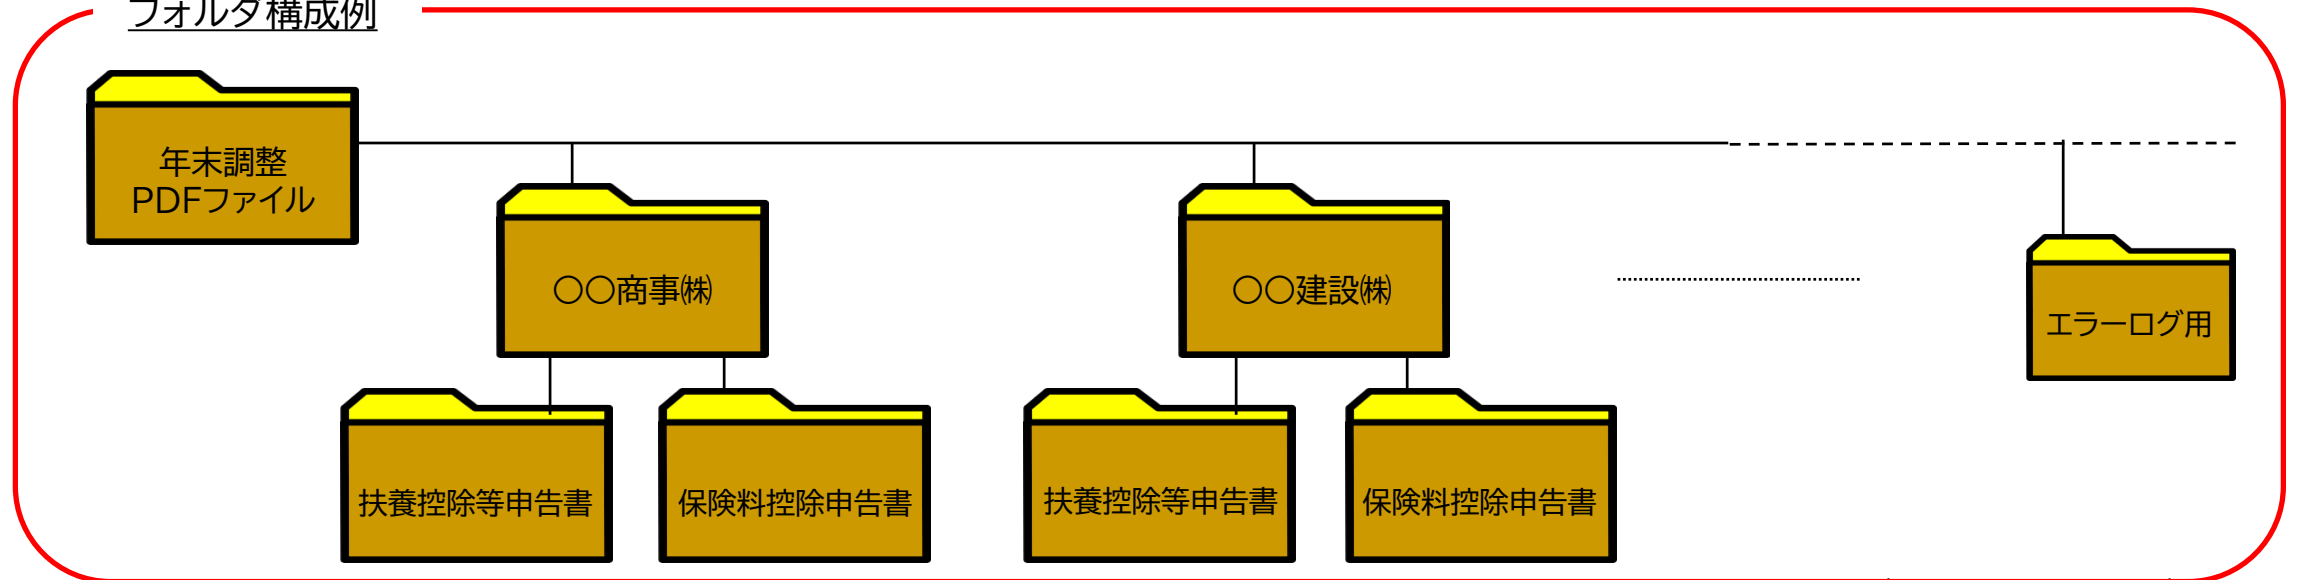 フォルダ構成例
年末調整
PDFファイル
〇〇商事㈱
〇〇建設㈱
エラーログ用
扶養控除等申告書
保険料控除申告書
扶養控除等申告書
保険料控除申告書